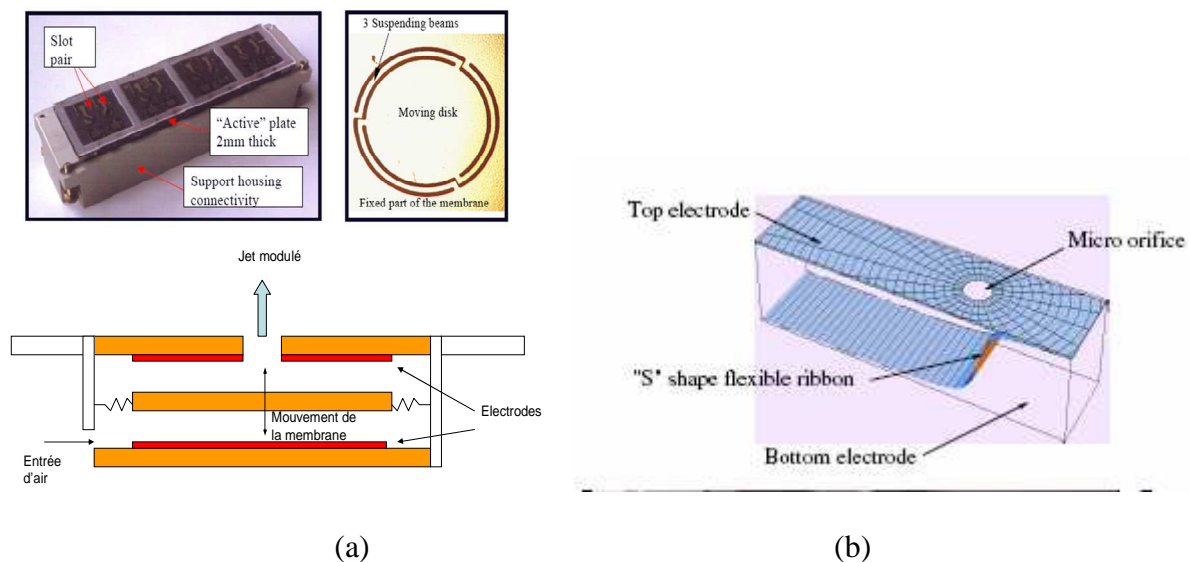 Slot
pair
"Active" plate
2mm thick
Support housing
connectivity
3 Suspending beams
Moving disk
Fixed part of the membrane
Jet modulé
Mouvement de
la membrane
Electrodes
Entrée
d'air
Top electrode
Micro orifice
"S" shape flexible ribbon
Bottom electrode
(a)
(b)